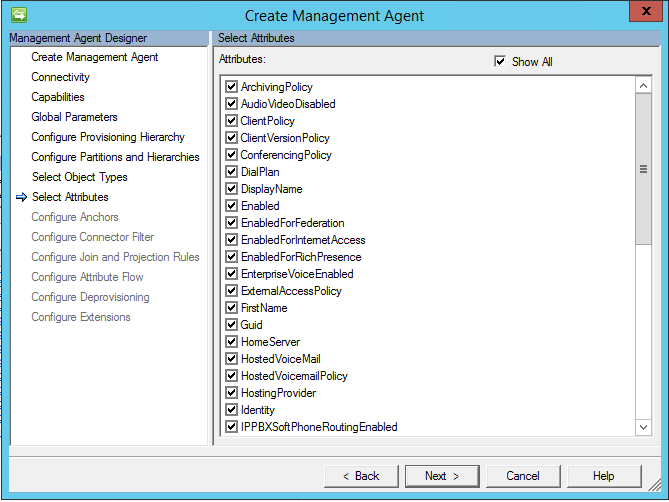 Create Management Agent
x
Management Agent Designer
Create Management Agent
Connectivity
Capabilities
Global Parameters
Configure Provisioning Hierarchy
Configure Partitions and Hierarchies
Select Object Types
Select Attributes
Configure Anchors
Configure Connector Filter
Configure Join and Projection Rules
Configure Attribute Flow
Configure Deprovisioning
Configure Extensions
Select Attributes
Attributes:
Show All
ArchivingPolicy
AudioVideoDisabled
ClientPolicy
ClientVersionPolicy
ConferencingPolicy
DialPlan
DisplayName
Enabled
EnabledForFederation
EnabledForInternetAccess
EnabledForRichPresence
EnterpriseVoiceEnabled
ExternalAccessPolicy
FirstName
Guid
HomeServer
HostedVoiceMail
HostedVoicemailPolicy
HostingProvider
Identity
IPPBXSoftPhoneRoutingEnabled
< Back
Next >
Cancel
Help